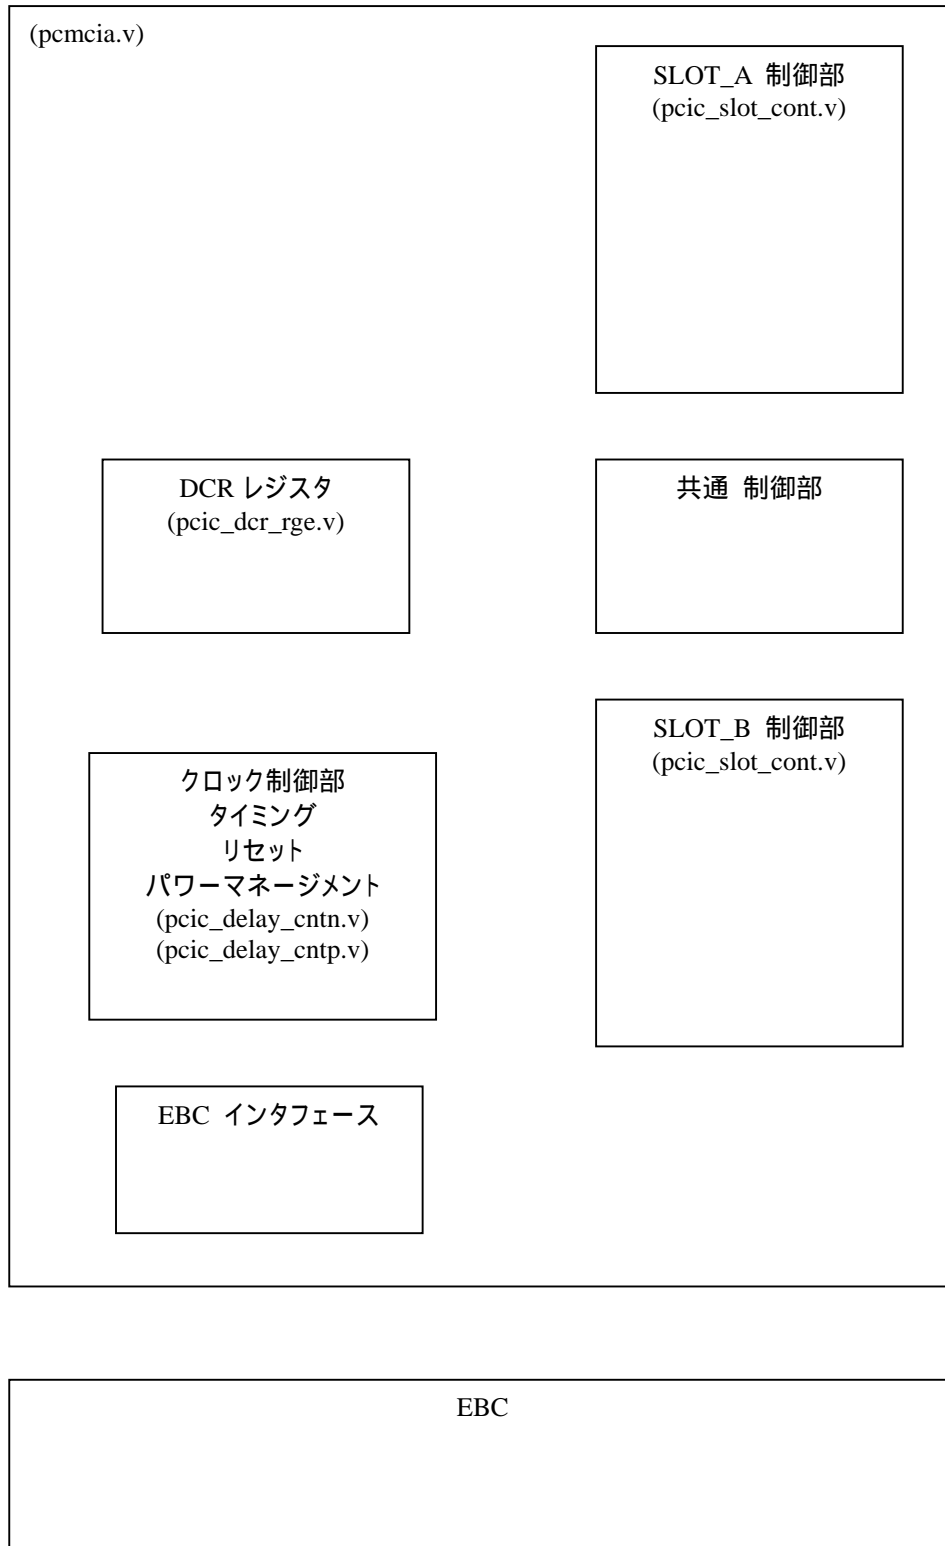 (pcmcia.v)
SLOT_A 制御部
(pcic_slot_cont.v)
DCR レジスタ
(pcic_dcr_rge.v)
共通 制御部
SLOT_B 制御部
(pcic_slot_cont.v)
クロック制御部
タイミング
リセット
パワーマネージメント
(pcic_delay_cntn.v)
(pcic_delay_cntp.v)
EBC インタフェース
EBC